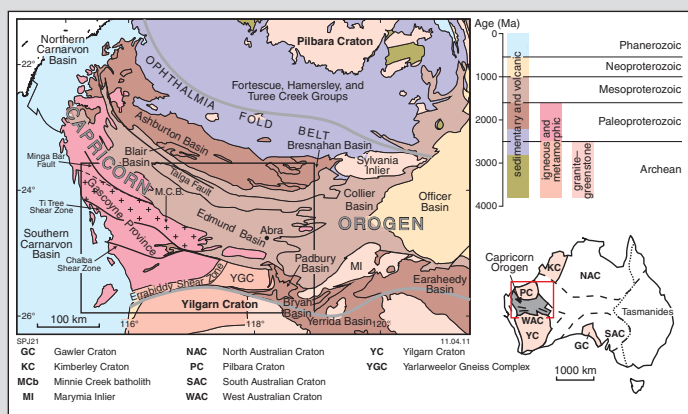 Northern
Carnarvon
Basin
22°
Pilbara Craton
OPHTHALMIA
FOLD
BELT
Fortescue, Hamersley, and
Turee Creek Groups
CAPRICORN
OROGEN
Ashburton Basin
Blair
Basin
Bresnahan Basin
Minga Bar
Fault
Sylvania
Inlier
Taiga Fault
24°
M.C.B.
Collier
Basin
Officer
Basin
Ti Tree
Shear Zone
Gascoyne Province
Edmund Basin
Abra
Southern
Carnarvon
Basin
Chalba
Shear Zone
Padbury
Basin
MI
YGC
Errabiddy Shear Zone
Earaheedy
Basin
Yilgarn Craton
Bryah
Basin
Yerrida Basin
26°
100 km
116°
118°
120°
SPJ21
11.04.11
Age (Ma)
0
1000
2000
3000
4000
sedimentary and volcanic
igneous and
metamorphic
granite–
greenstone
Phanerozoic
Neoproterozoic
Mesoproterozoic
Paleoproterozoic
Archean
Capricorn
Orogen
KC
NAC
PC
WAC
YC
GC
SAC
Tasmanides
1000 km
GC Gawler Craton
KC Kimberley Craton
MCb Minnie Creek batholith
MI Marymia Inlier
NAC North Australian Craton
PC Pilbara Craton
SAC South Australian Craton
WAC West Australian Craton
YC Yilgarn Craton
YGC Yarlarweelor Gneiss Complex